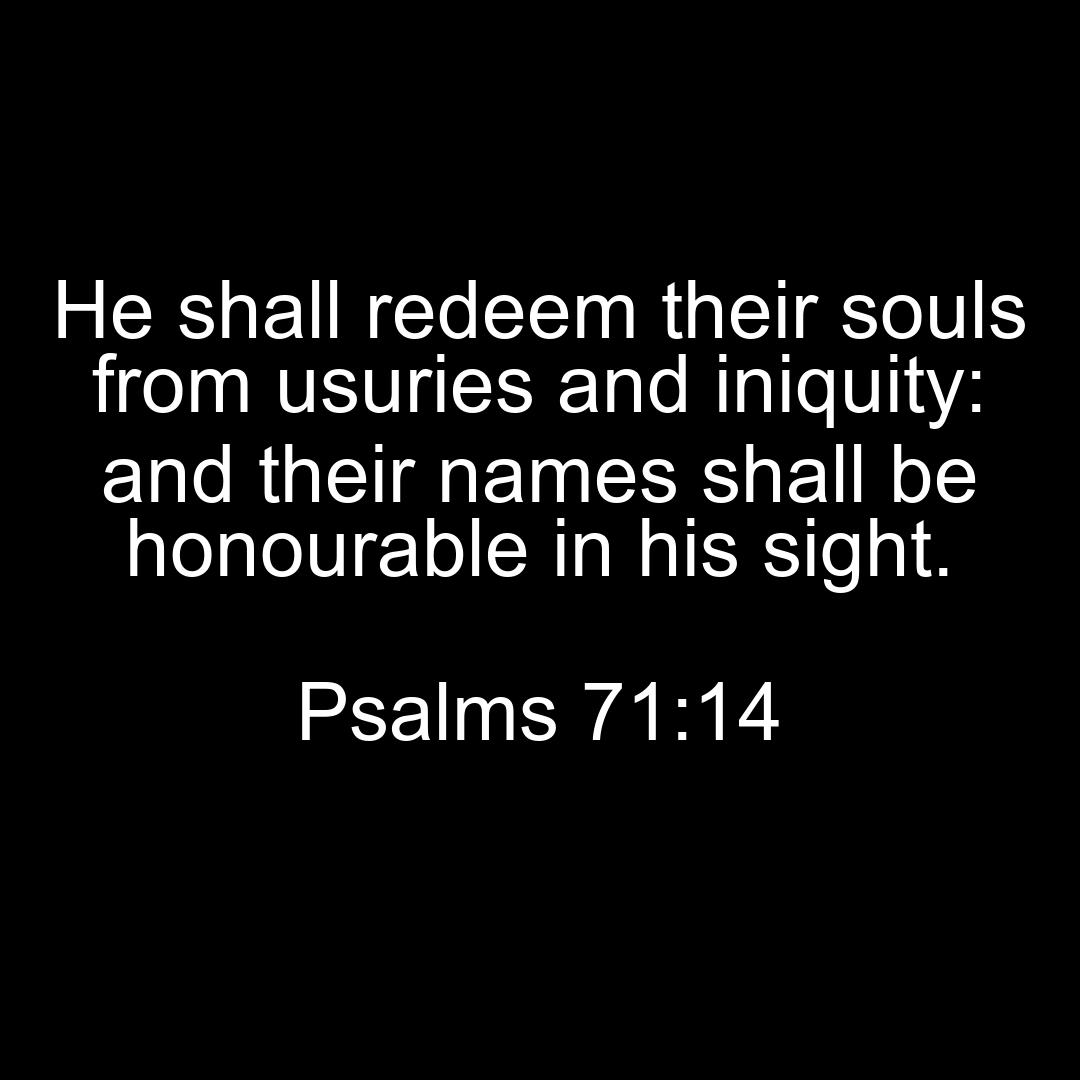 He shall redeem their souls
from usuries and iniquity:
and their names shall be
honourable in his sight.
Psalms 71:14